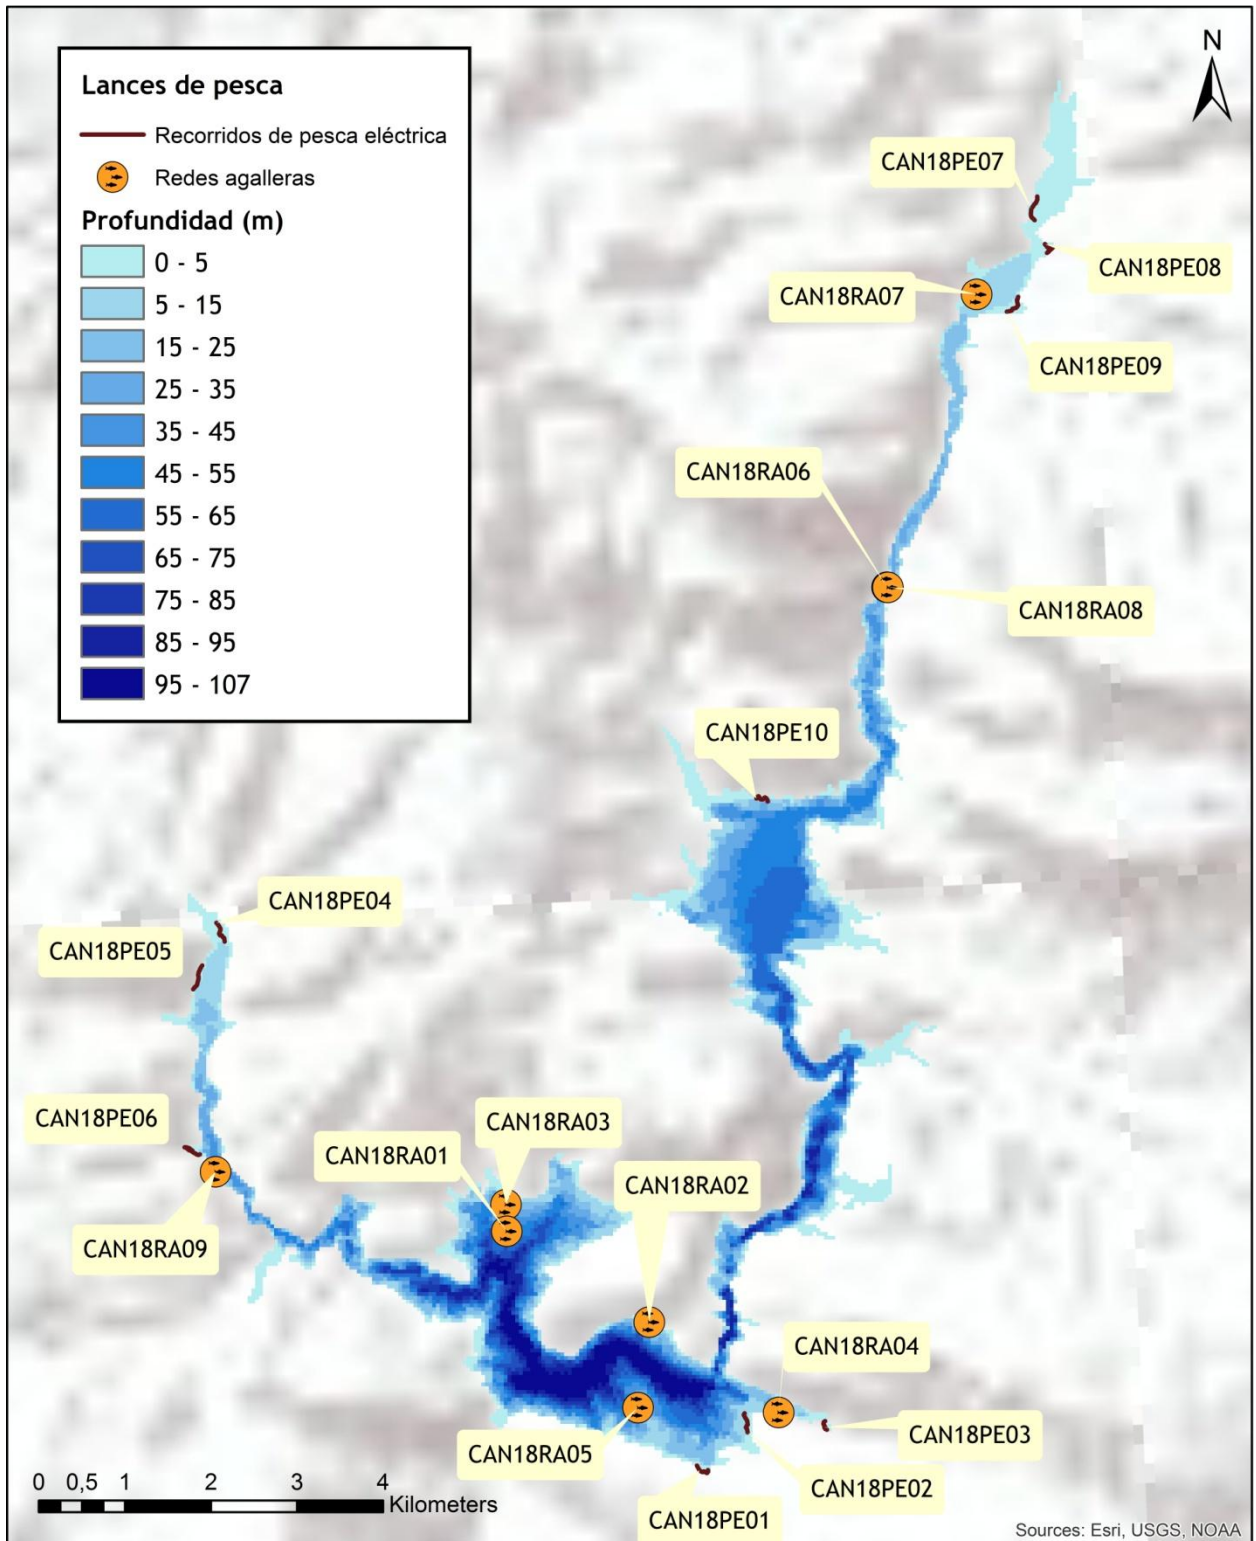 Lances de pesca
Recorridos de pesca eléctrica
Redes agalleras
Profundidad (m)
0 - 5
5 - 15
15 - 25
25 - 35
35 - 45
45 - 55
55 - 65
65 - 75
75 - 85
85 - 95
95 - 107
N
CAN18PE07
CAN18PE08
CAN18RA07
CAN18PE09
CAN18RA06
CAN18RA08
CAN18PE10
CAN18PE04
CAN18PE05
CAN18PE06
CAN18RA03
CAN18RA01
CAN18RA02
CAN18RA09
CAN18RA04
CAN18PE03
CAN18RA05
CAN18PE02
CAN18PE01
0 0,5 1 2 3 4
Kilometers
Sources: Esri, USGS, NOAA